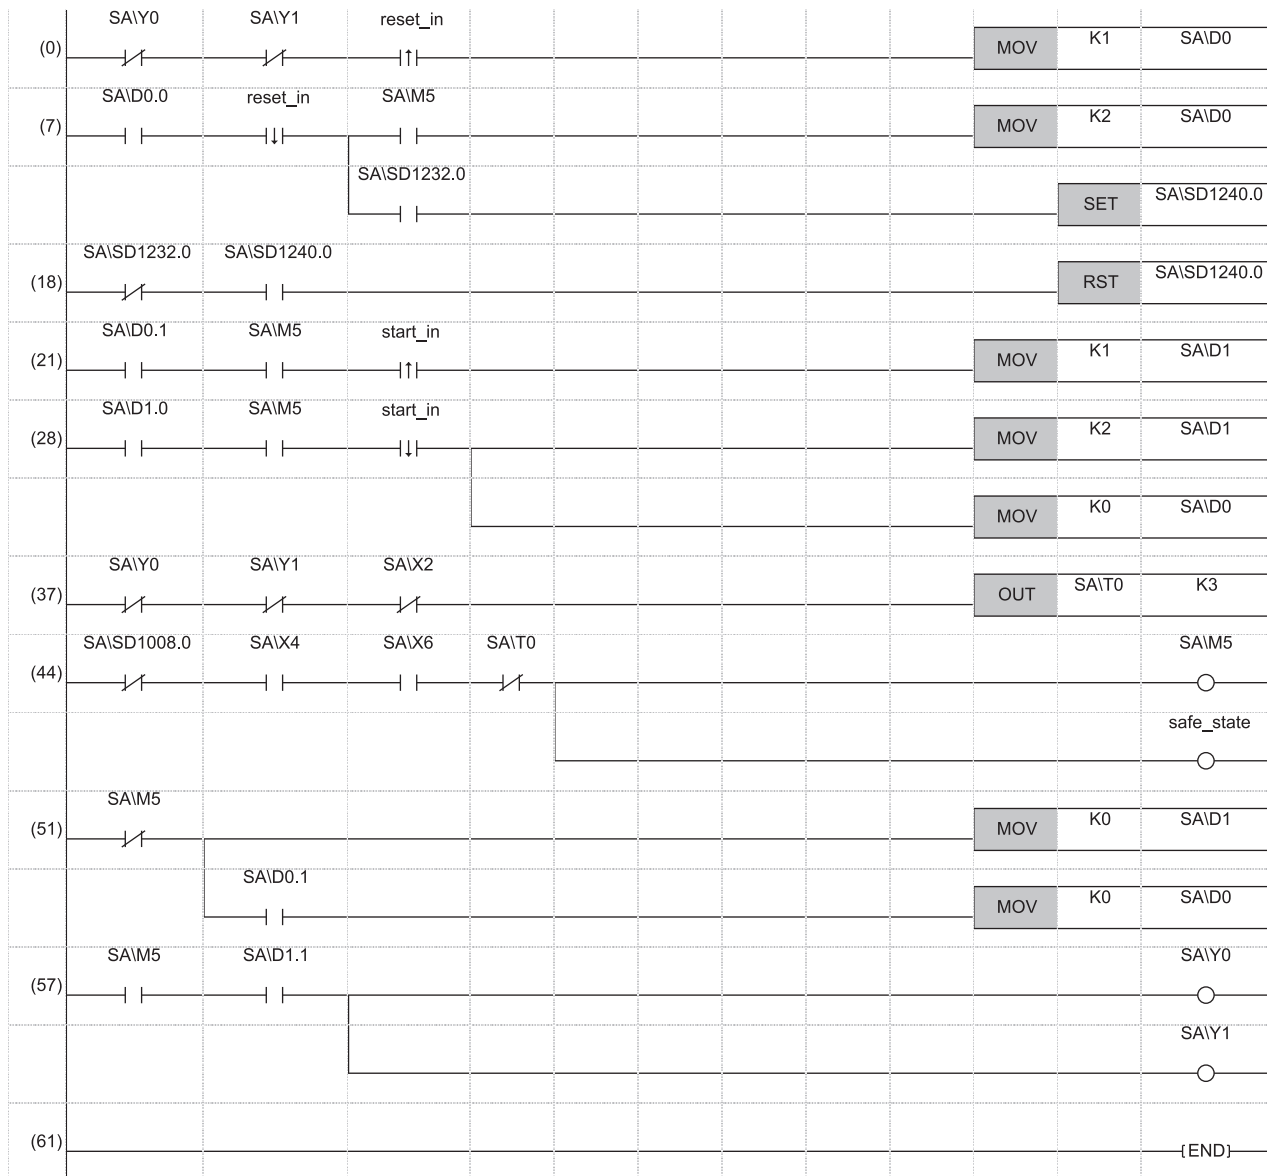 SA\Y0 SA\Y1 reset_in
(0) MOV K1 SA\D0
SA\D0.0 reset_in SA\M5
(7) MOV K2 SA\D0
SA\SD1232.0
SET SA\SD1240.0
SA\SD1232.0 SA\SD1240.0
(18) RST SA\SD1240.0
SA\D0.1 SA\M5 start_in
(21) MOV K1 SA\D1
SA\D1.0 SA\M5 start_in
(28) MOV K2 SA\D1
MOV K0 SA\D0
SA\Y0 SA\Y1 SA\X2
(37) OUT SA\T0 K3
SA\SD1008.0 SA\X4 SA\X6 SA\T0 SA\M5
(44)
safe_state
SA\M5
(51) MOV K0 SA\D1
SA\D0.1
MOV K0 SA\D0
SA\M5 SA\D1.1 SA\Y0
(57)
SA\Y1
(61) [END]